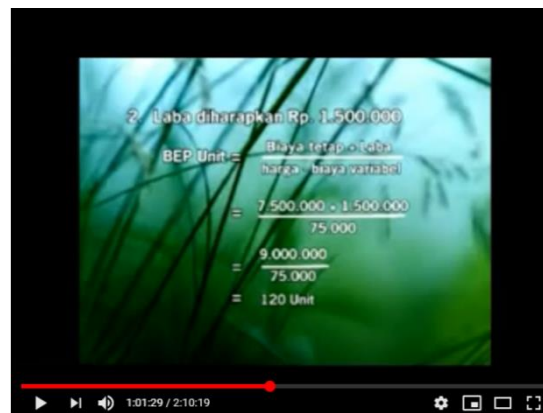 2. Laba diharapkan Rp. 1.500.000
BEP Unit = Biaya tetap + Laba
harga - biaya variabel
= 7.500.000 + 1.500.000
75.000
= 9.000.000
75.000
= 120 Unit
1:01:29 / 2:10:19